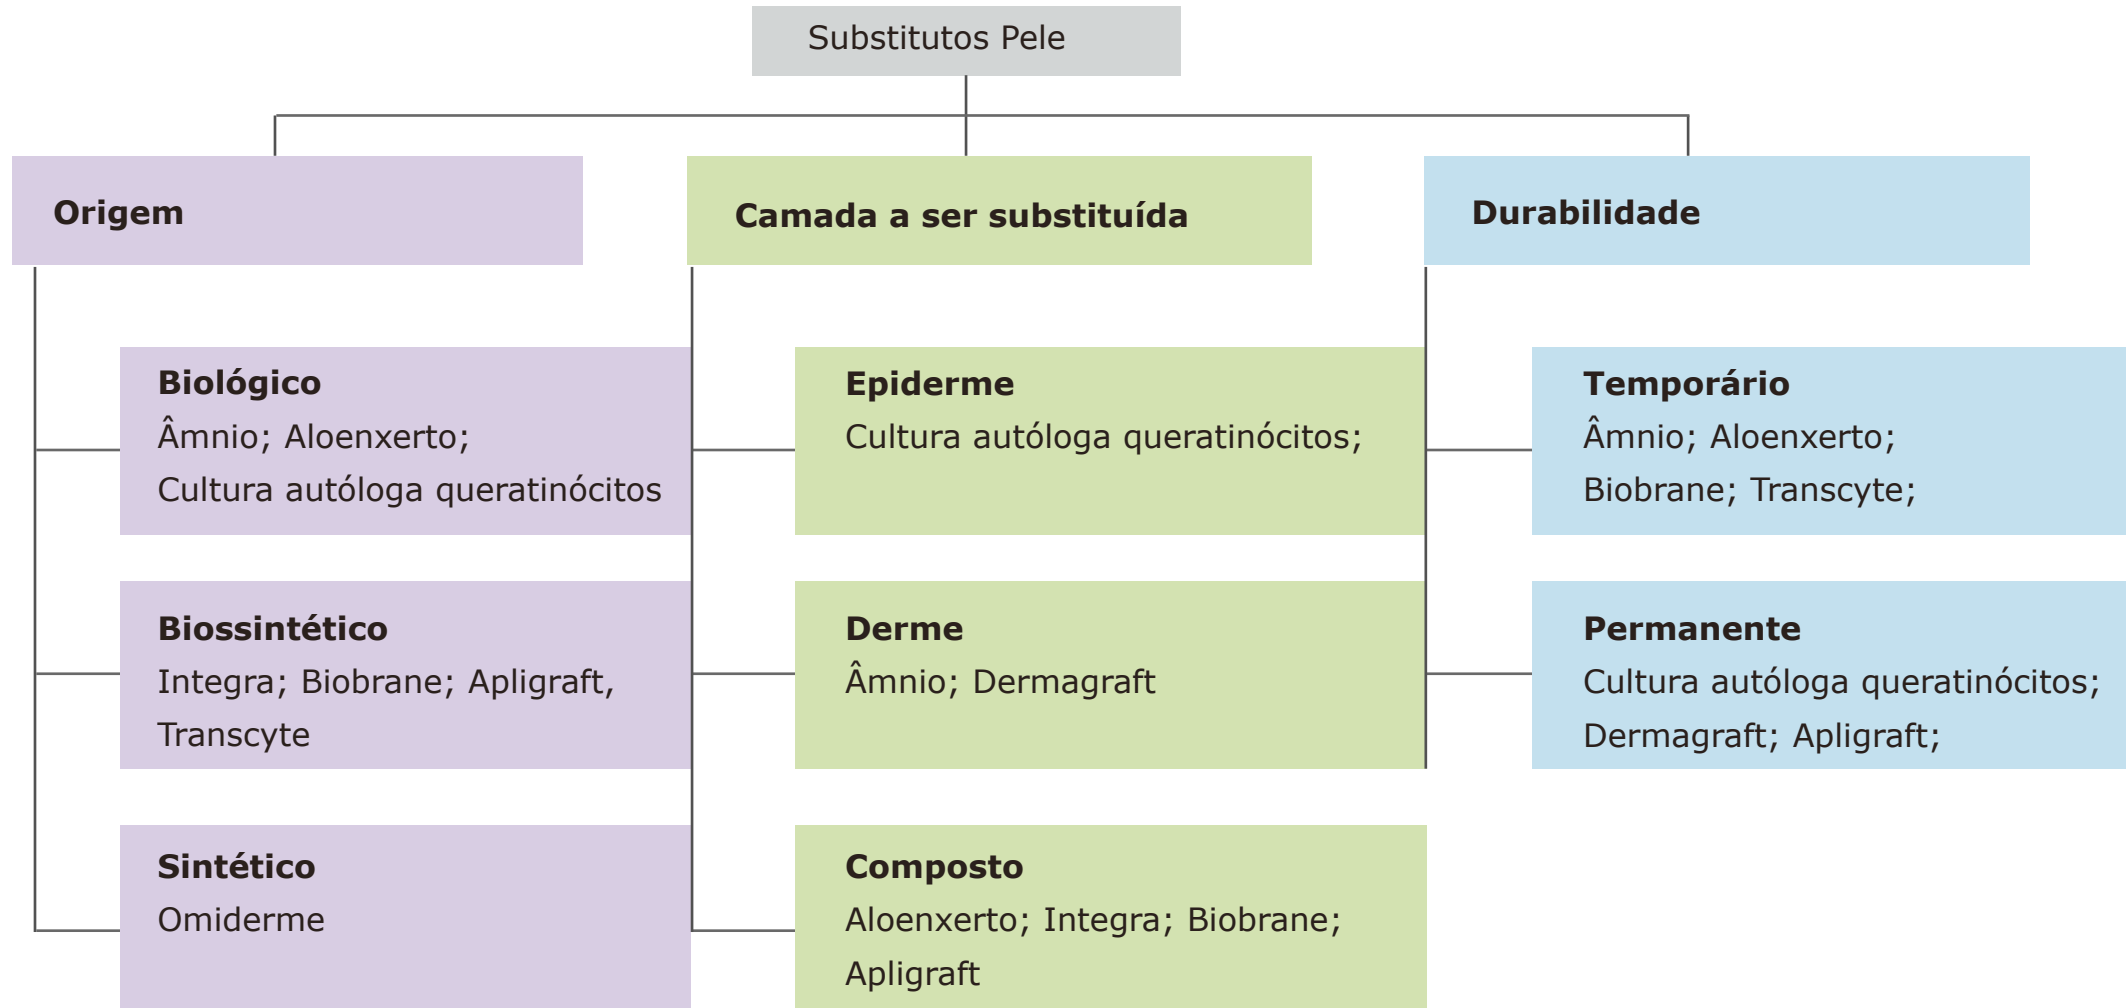 Substitutos Pele
Origem
Biológico
Âmnio; Aloenxerto;
Cultura autóloga queratinócitos
Biossintético
Integra; Biobrane; Apligraft,
Transcyte
Sintético
Omiderme
Camada a ser substituída
Epiderme
Cultura autóloga queratinócitos;
Derme
Âmnio; Dermagraft
Composto
Aloenxerto; Integra; Biobrane;
Apligraft
Durabilidade
Temporário
Âmnio; Aloenxerto;
Biobrane; Transcyte;
Permanente
Cultura autóloga queratinócitos;
Dermagraft; Apligraft;